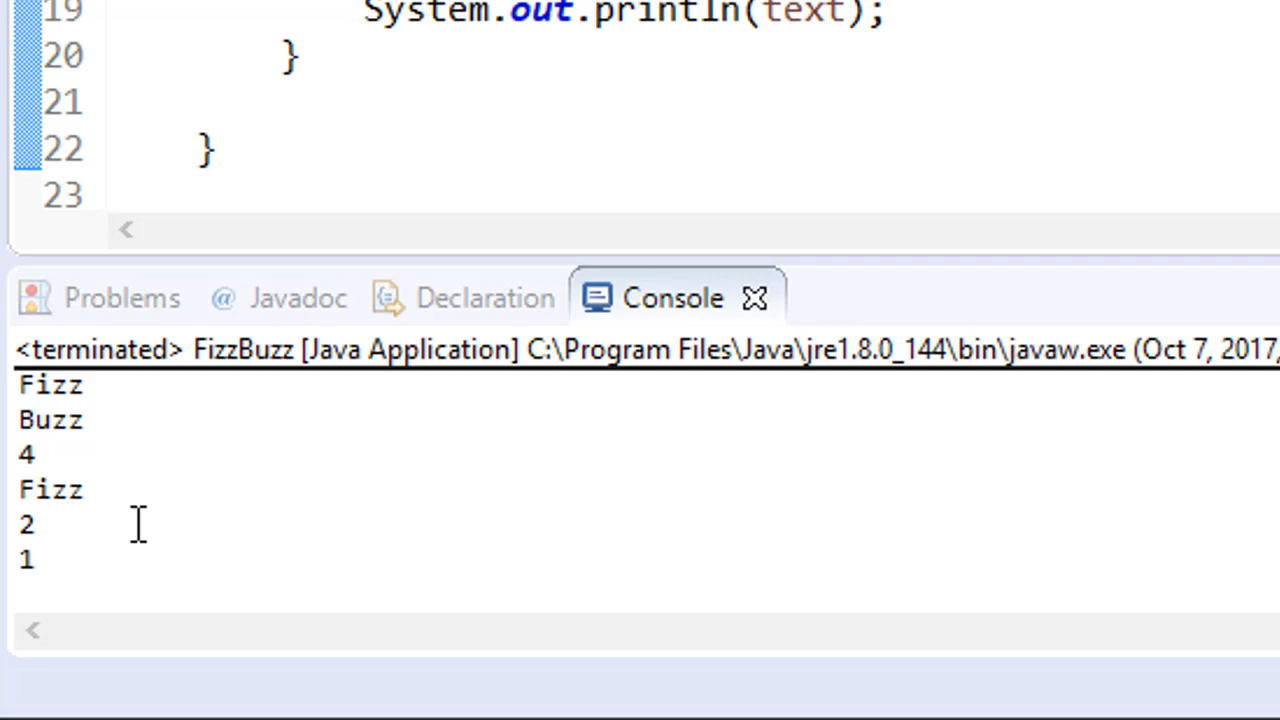 19 System.out.println(text);
20 }
21
22 }
23
<
Problems @ Javadoc Declaration Console
<terminated> FizzBuzz [Java Application] C:\Program Files\Java\jre1.8.0_144\bin\javaw.exe (Oct 7, 2017,
Fizz
Buzz
4
Fizz
2
1
<